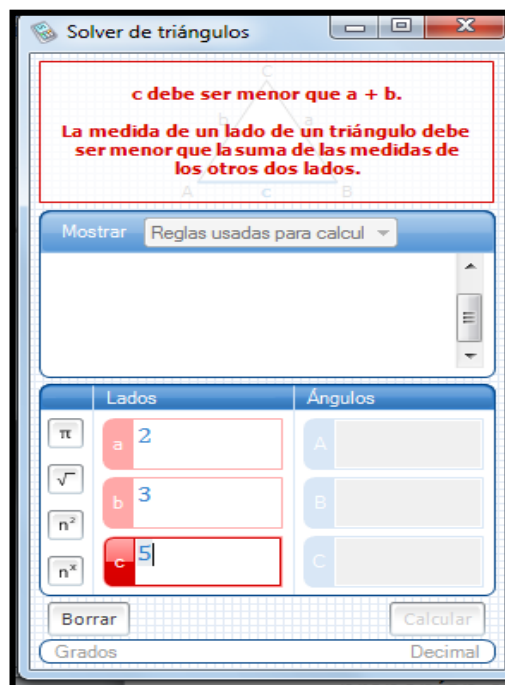 Solver de triángulos
c debe ser menor que a + b.
La medida de un lado de un triángulo debe
ser menor que la suma de las medidas de
los otros dos lados.
C
b a
A c B
Mostrar Reglas usadas para calcul
Lados Ángulos
π
√
n²
nˣ
a 2 A
b 3 B
c 5 C
Borrar Calcular
Grados Decimal